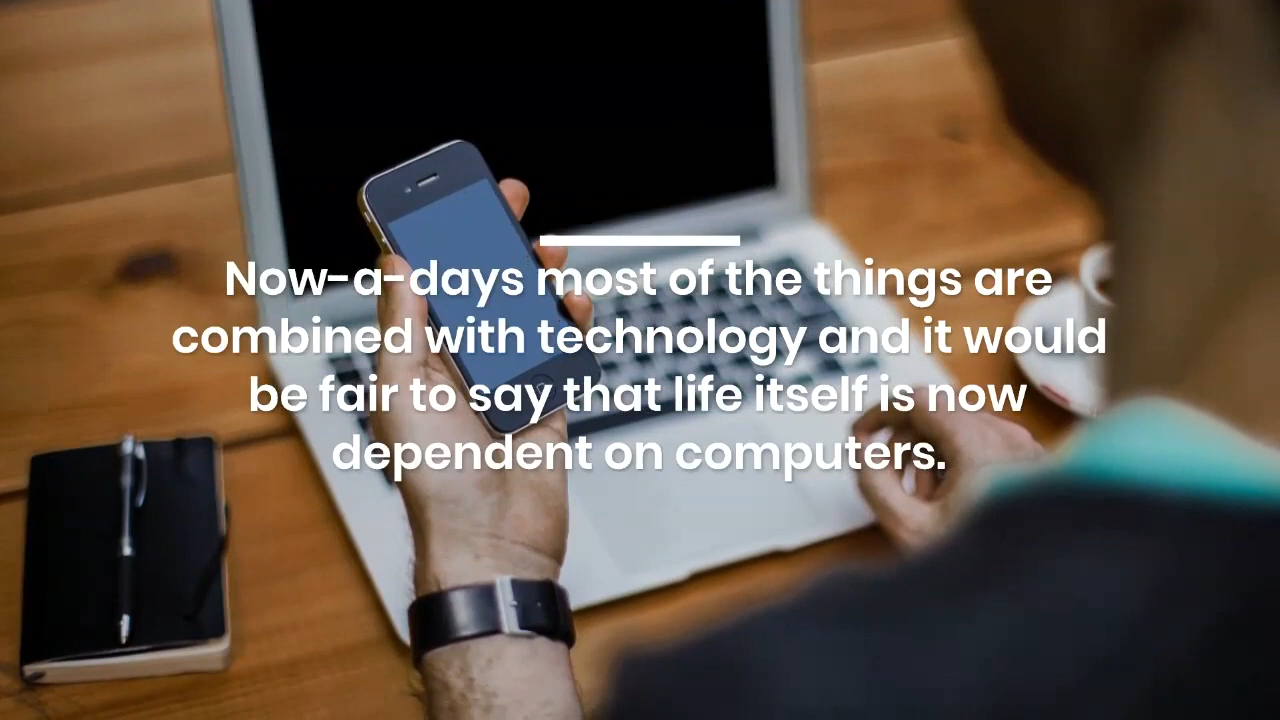 Now-a-days most of the things are
combined with technology and it would
be fair to say that life itself is now
dependent on computers.